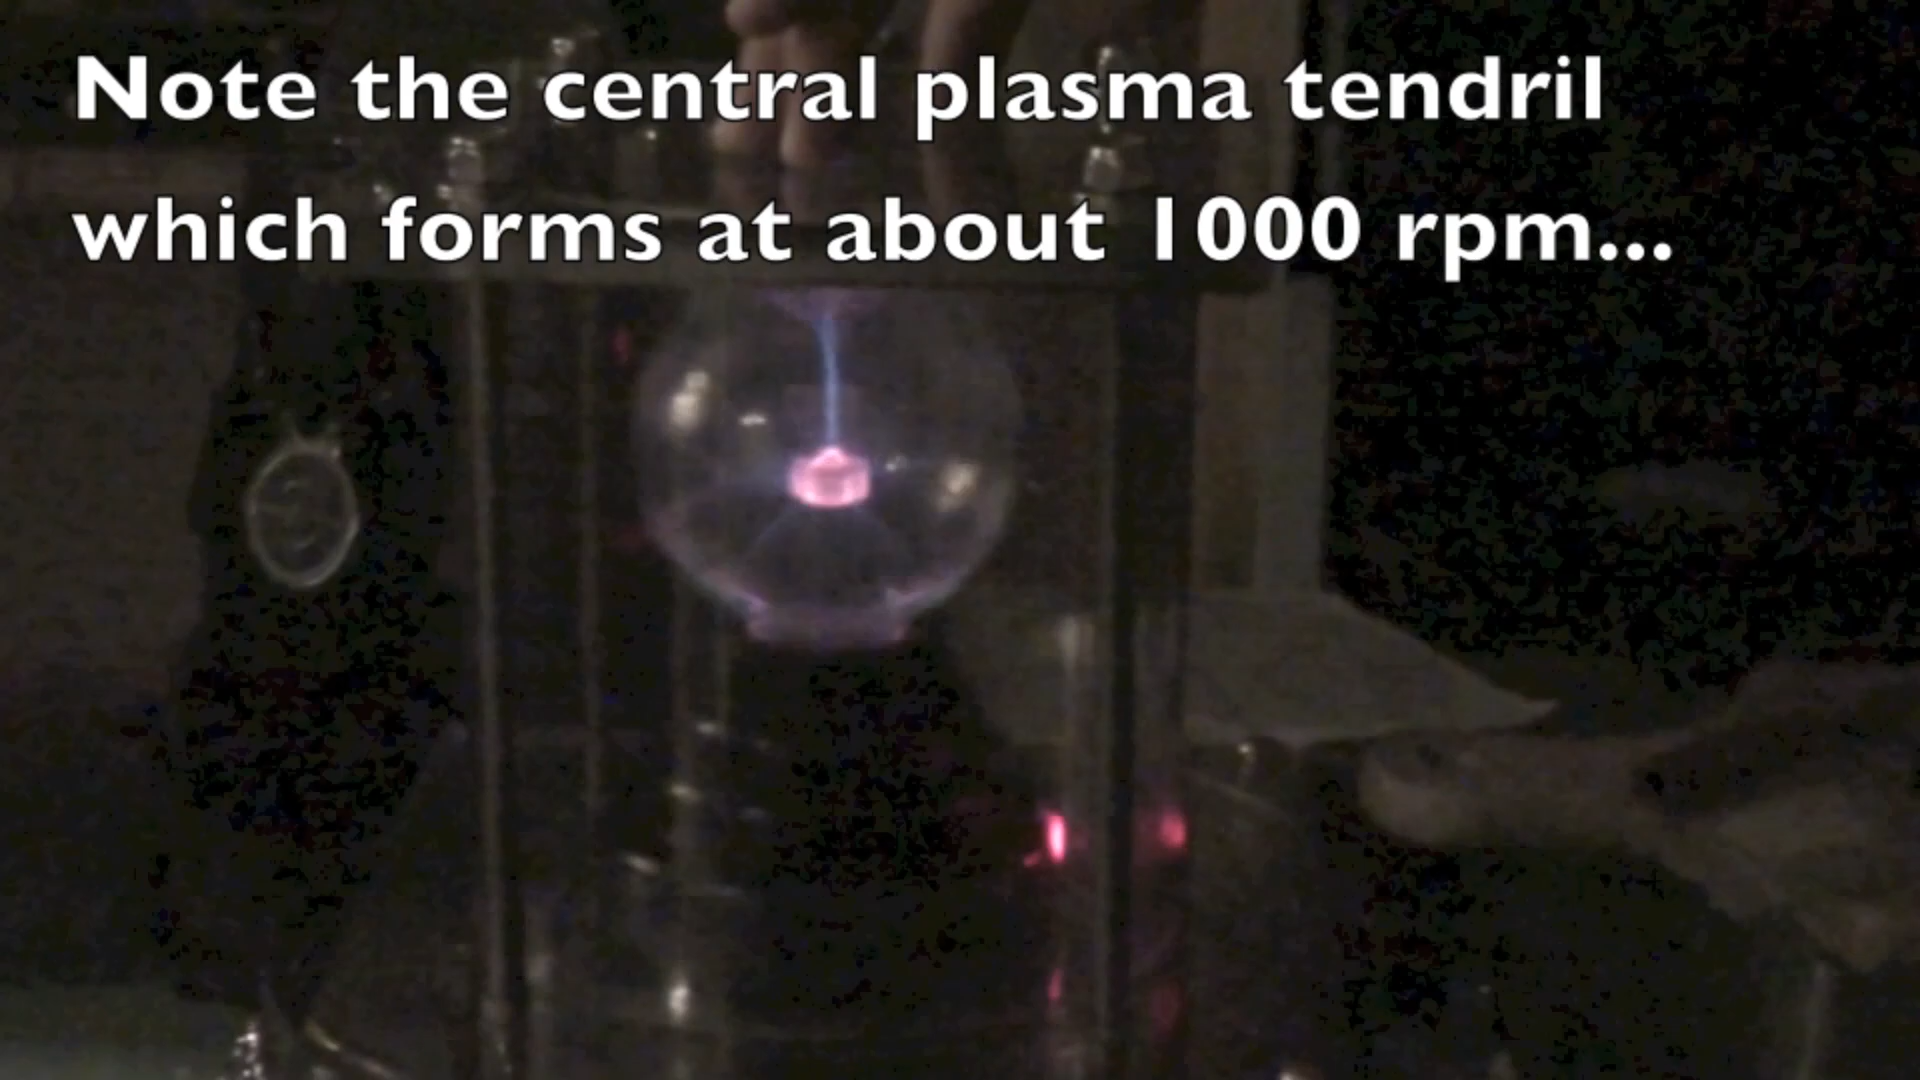 Note the central plasma tendril
which forms at about 1000 rpm...